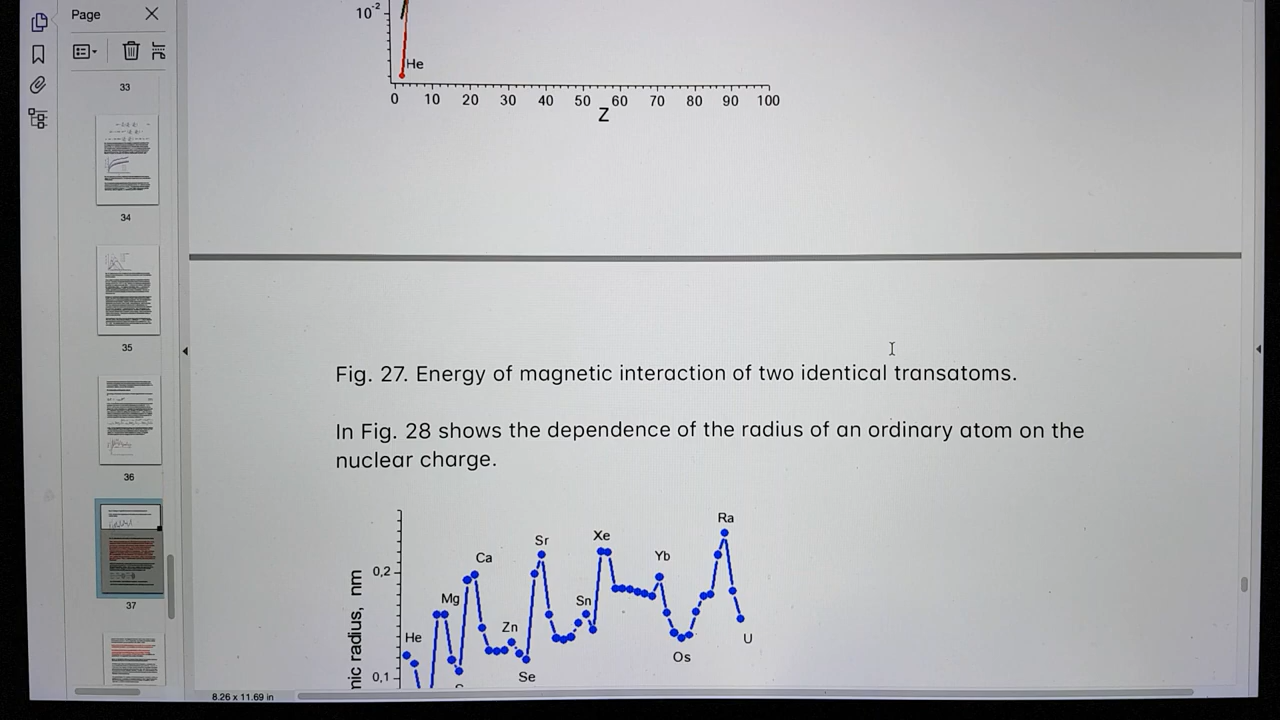 Page
33
34
35
36
37
10-2
He
0 10 20 30 40 50 60 70 80 90 100
Z
Fig. 27. Energy of magnetic interaction of two identical transatoms.
In Fig. 28 shows the dependence of the radius of an ordinary atom on the
nuclear charge.
Ra
Xe
Sr
Ca
Yb
0,2
Mg
Sn
Zn
He
U
Os
Se
0,1
nic radius, nm
8.26 x 11.69 in